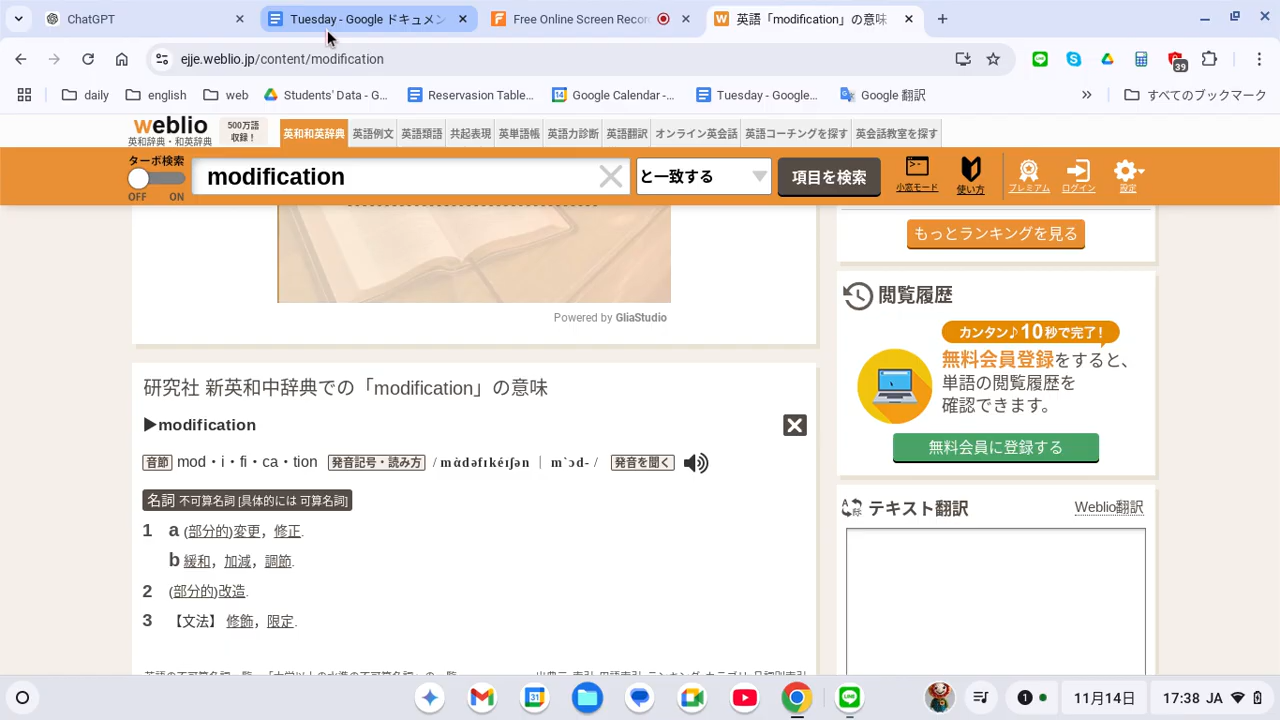 ChatGPT
Tuesday - Google ドキュメン
Free Online Screen Recor
英語「modification」の意味
ejje.weblio.jp/content/modification
39
daily
english
web
Students' Data - G...
Reservasion Table...
Google Calendar -...
Tuesday - Google...
Google 翻訳
すべてのブックマーク
weblio
英和辞典・和英辞典
500万語
収録！
英和和英辞典
英語例文
英語類語
共起表現
英単語帳
英語力診断
英語翻訳
オンライン英会話
英語コーチングを探す
英会話教室を探す
ターボ検索
OFF ON
modification
と一致する
項目を検索
小窓モード
使い方
プレミアム
ログイン
設定
もっとランキングを見る
Powered by GliaStudio
閲覧履歴
カンタン♪10秒で完了！
無料会員登録をすると、
単語の閲覧履歴を
確認できます。
無料会員に登録する
研究社 新英和中辞典での「modification」の意味
▶modification
音節 mod・i・fi・ca・tion 発音記号・読み方 / mɑ̀dəfɪkéɪʃən｜m`ɔd‐/ 発音を聞く
名詞 不可算名詞 [具体的には 可算名詞]
1 a (部分的)変更，修正.
b 緩和，加減，調節.
2 (部分的)改造.
3 【文法】 修飾，限定.
テキスト翻訳
Weblio翻訳
1
11月14日
17:38 JA